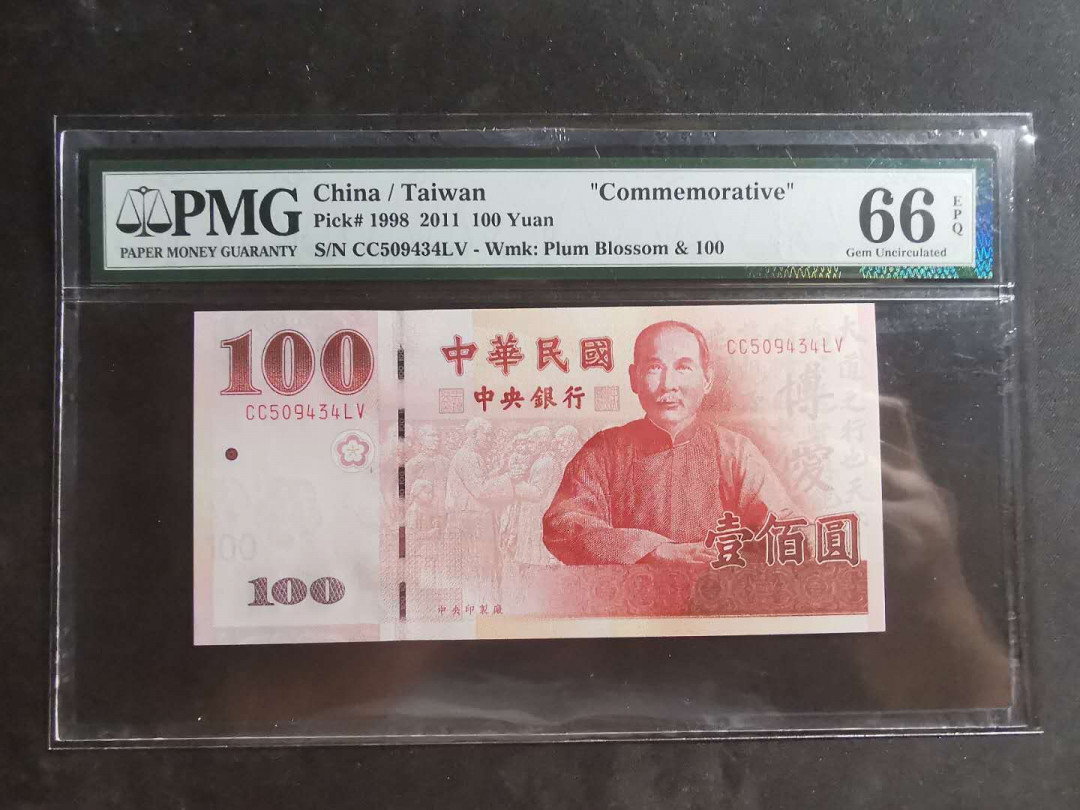 PMG
PAPER MONEY GUARANTY
China / Taiwan "Commemorative"
Pick# 1998 2011 100 Yuan
S/N CC509434LV - Wmk: Plum Blossom & 100
66
EPQ
Gem Uncirculated
100
CC509434LV
中華民國
中央銀行
CC509434LV
博愛
壹佰圓
100
中央印製廠